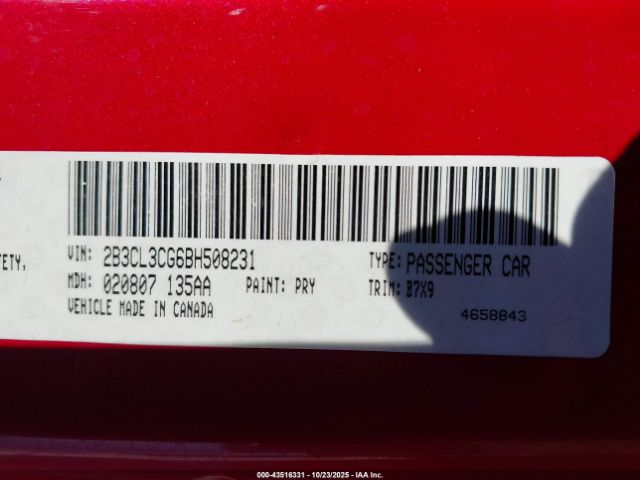 VIN: 2B3CL3CG6BH508231 TYPE: PASSENGER CAR
ETY,
MDH: 020807 135AA PAINT: PRY TRIM: B7X9
VEHICLE MADE IN CANADA
4658843
000-43516331 - 10/23/2025 - IAA Inc.